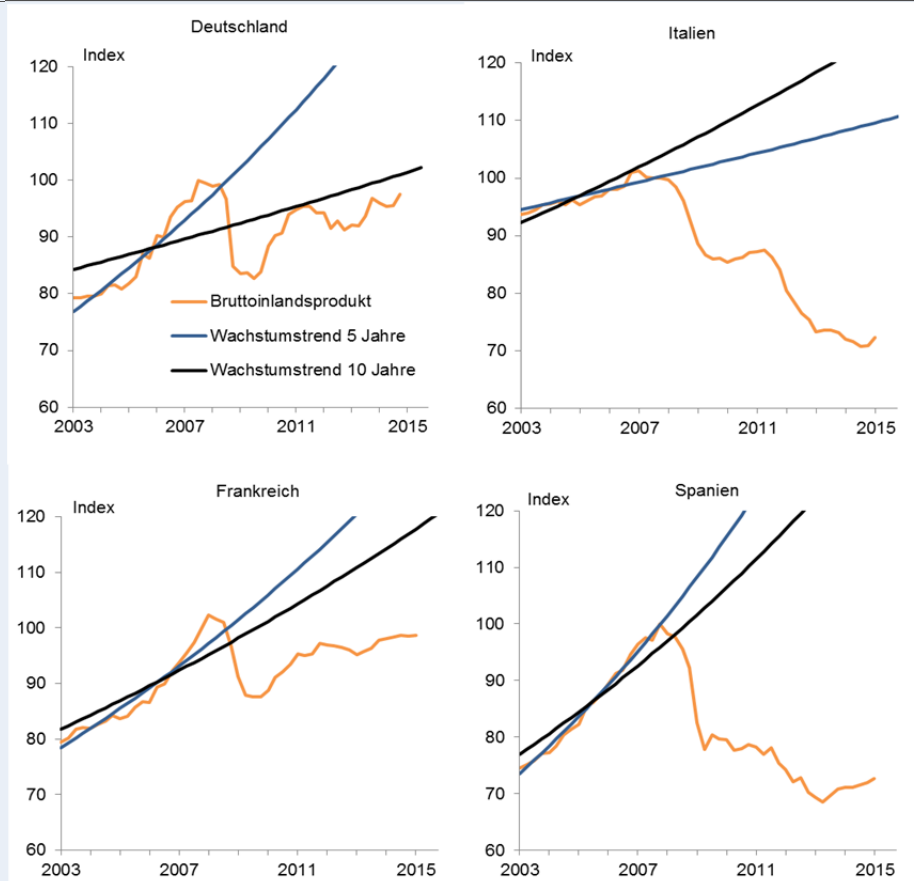 Deutschland
Index
120
110
100
90
80
70
60
Bruttoinlandsprodukt
Wachstumstrend 5 Jahre
Wachstumstrend 10 Jahre
2003 2007 2011 2015
Italien
Index
120
110
100
90
80
70
60
2003 2007 2011 2015
Frankreich
Index
120
110
100
90
80
70
60
2003 2007 2011 2015
Spanien
Index
120
110
100
90
80
70
60
2003 2007 2011 2015